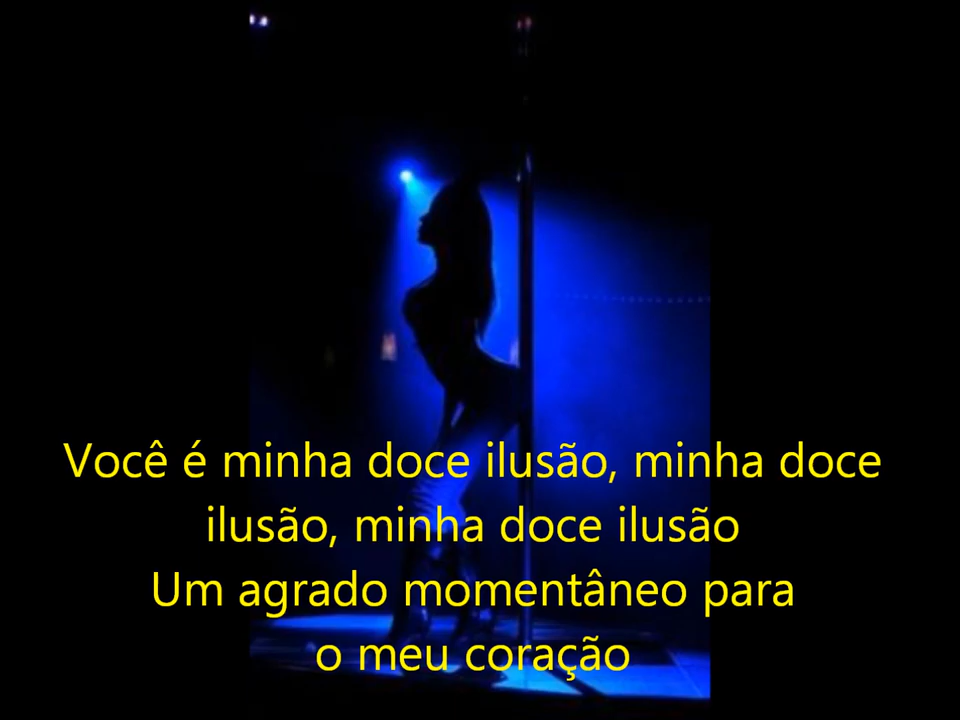 Você é minha doce ilusão, minha doce
ilusão, minha doce ilusão
Um agrado momentâneo para
o meu coração